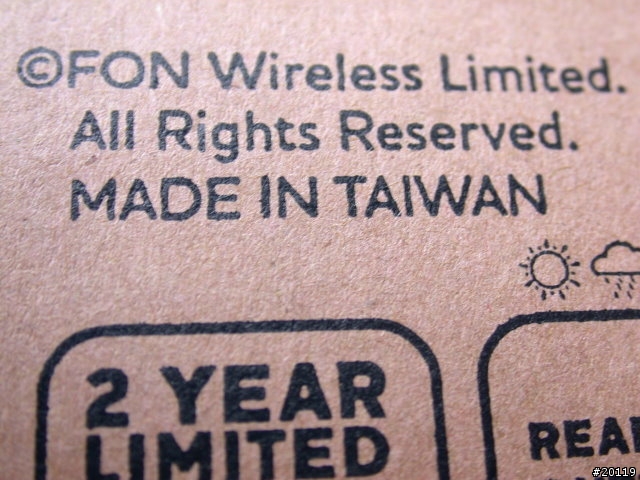 ©FON Wireless Limited.
All Rights Reserved.
MADE IN TAIWAN
2 YEAR
LIMITED
#20119